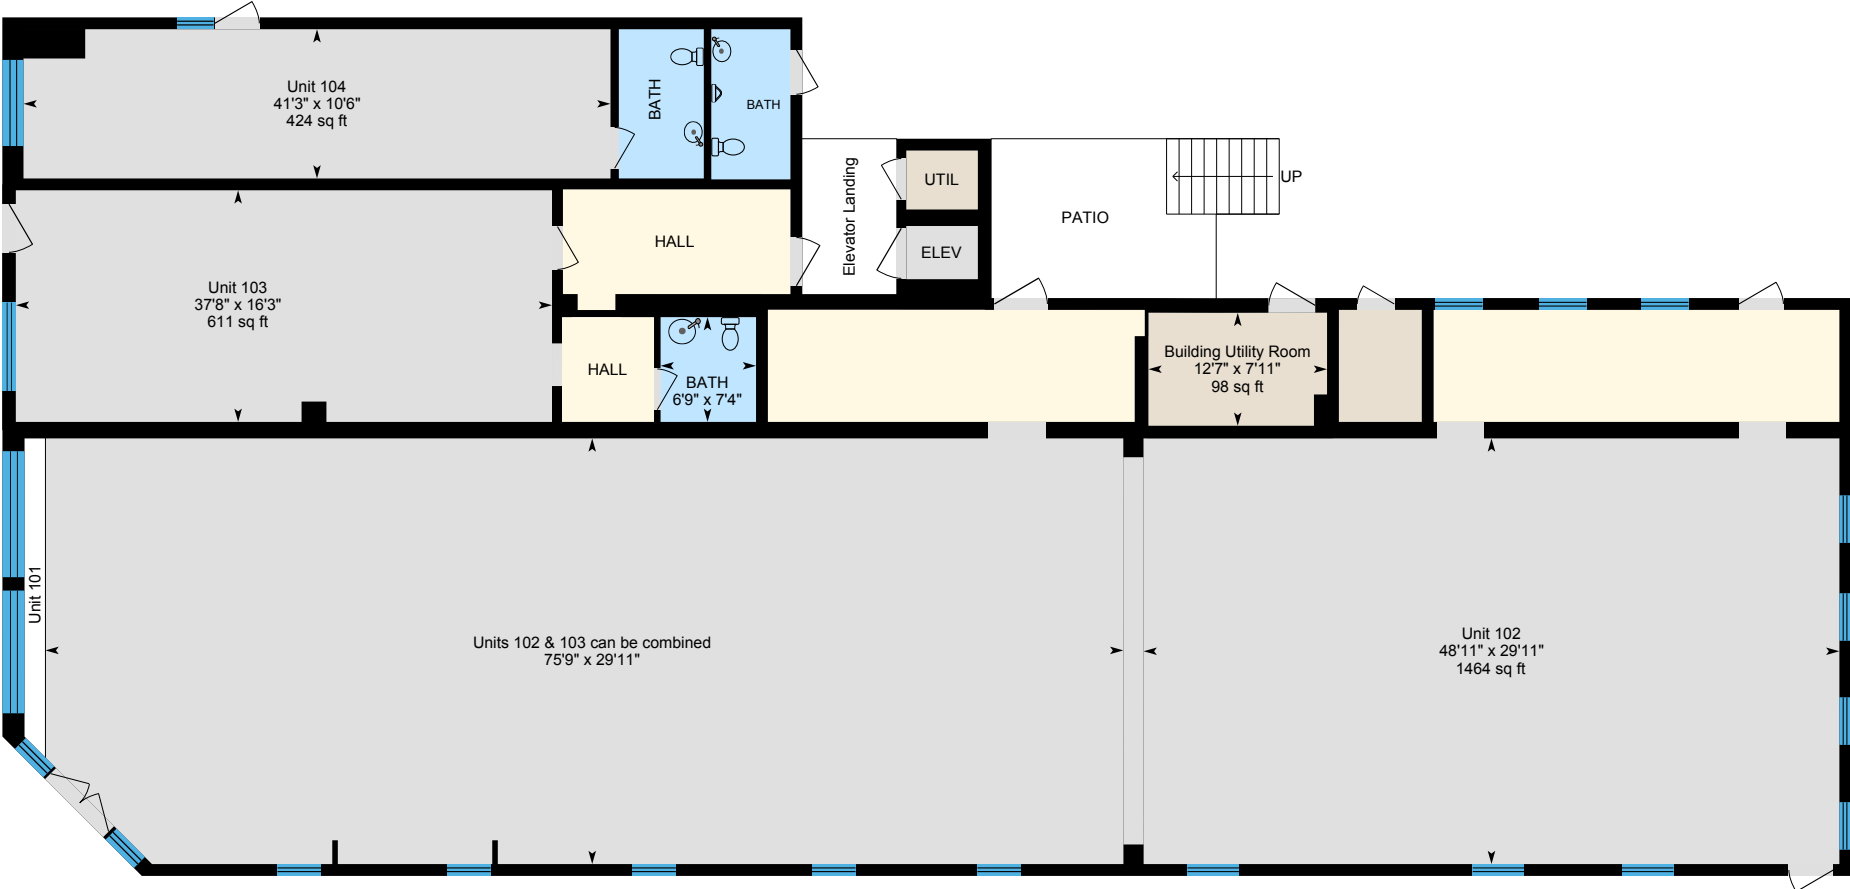 Unit 104
41'3" x 10'6"
424 sq ft
BATH
BATH
Elevator Landing
UTIL
ELEV
PATIO
UP
HALL
Unit 103
37'8" x 16'3"
611 sq ft
HALL
BATH
6'9" x 7'4"
Building Utility Room
12'7" x 7'11"
98 sq ft
Unit 101
Units 102 & 103 can be combined
75'9" x 29'11"
Unit 102
48'11" x 29'11"
1464 sq ft